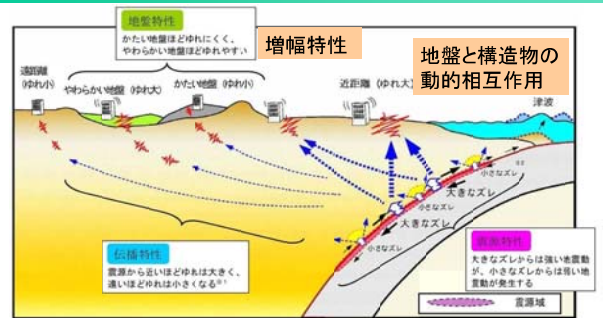 地盤特性
かたい地盤ほどゆれにくく、
やわらかい地盤ほどゆれやすい
増幅特性
地盤と構造物の
動的相互作用
遠距離
(ゆれ小)
やわらかい地盤(ゆれ大)
かたい地盤(ゆれ小)
近距離(ゆれ大)
津波
小さなズレ
大きなズレ
小さなズレ
大きなズレ
小さなズレ
伝播特性
震源から近いほどゆれは大きく、
遠いほどゆれは小さくなる※1
震源特性
大きなズレからは強い地震動
が、小さなズレからは弱い地
震動が発生する
震源域